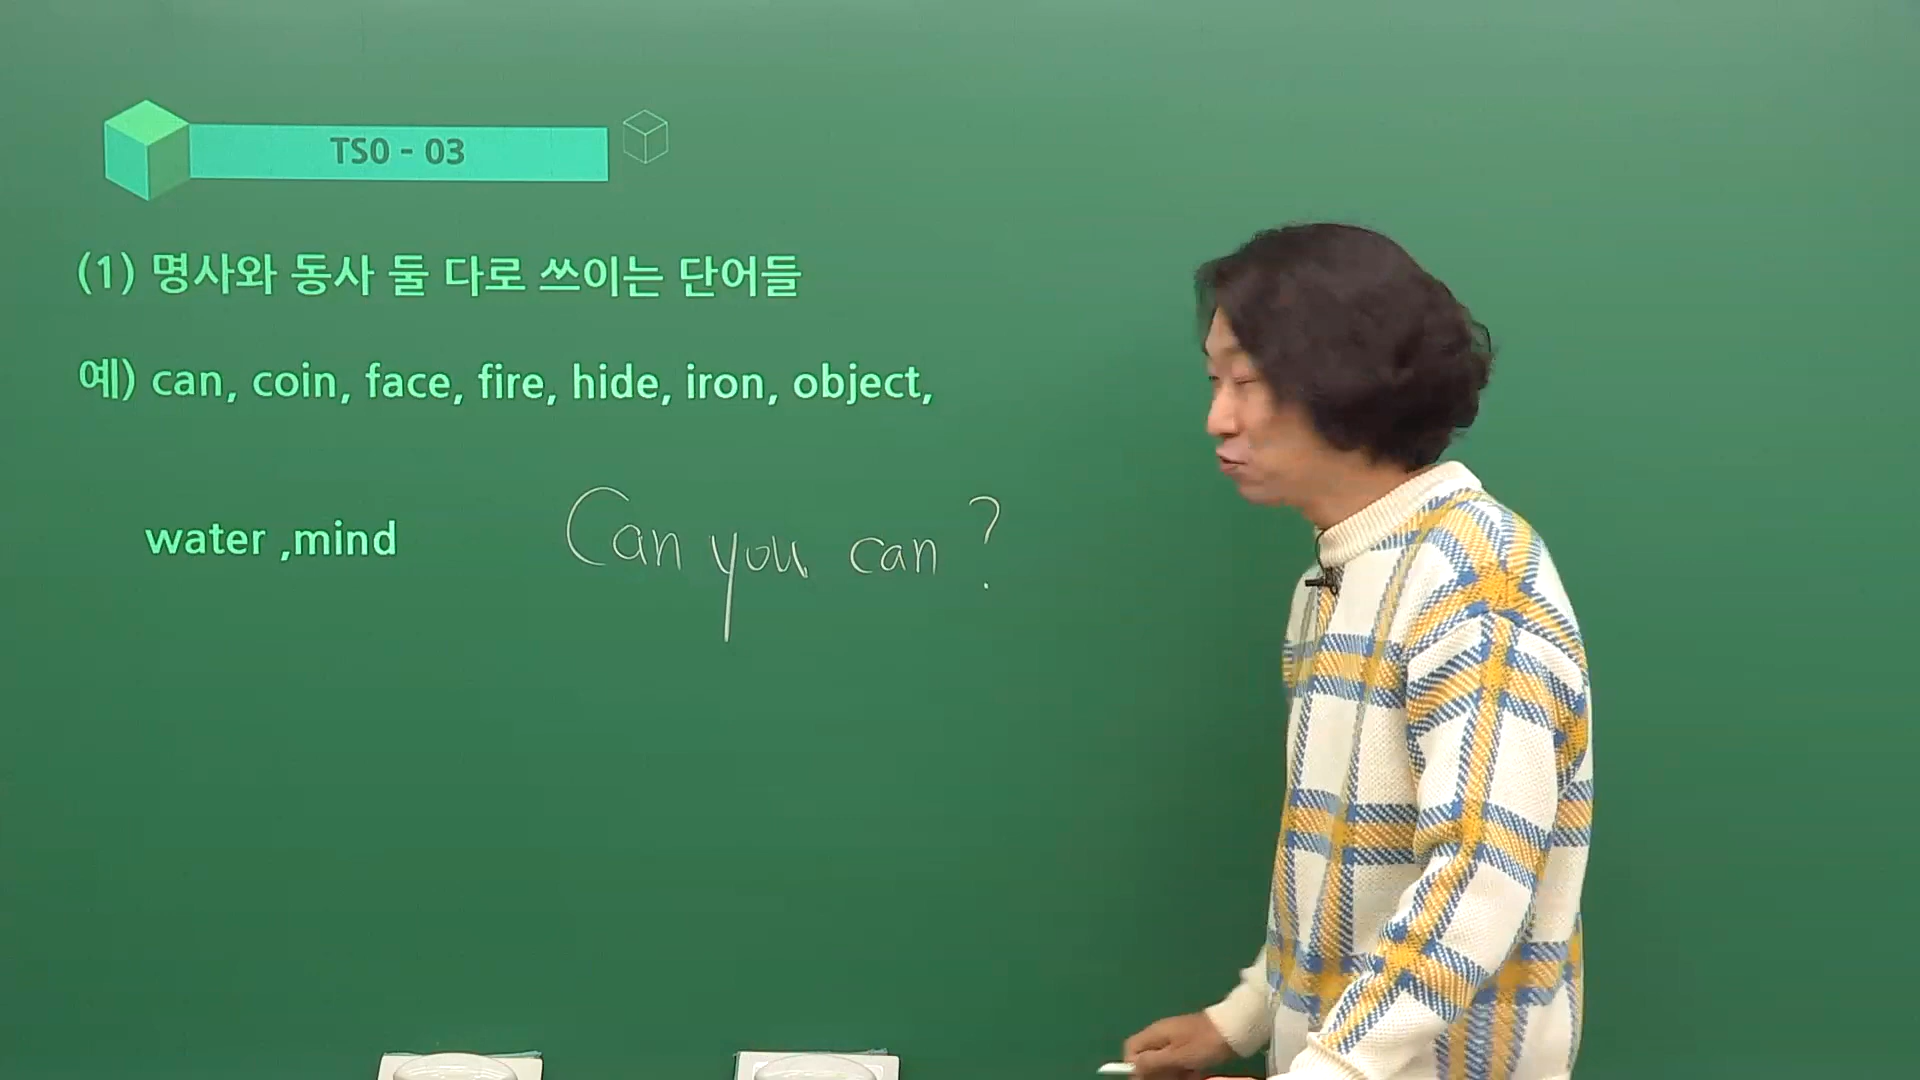 TS0 - 03
(1) 명사와 동사 둘 다로 쓰이는 단어들
예) can, coin, face, fire, hide, iron, object,
water ,mind
Can you can ?